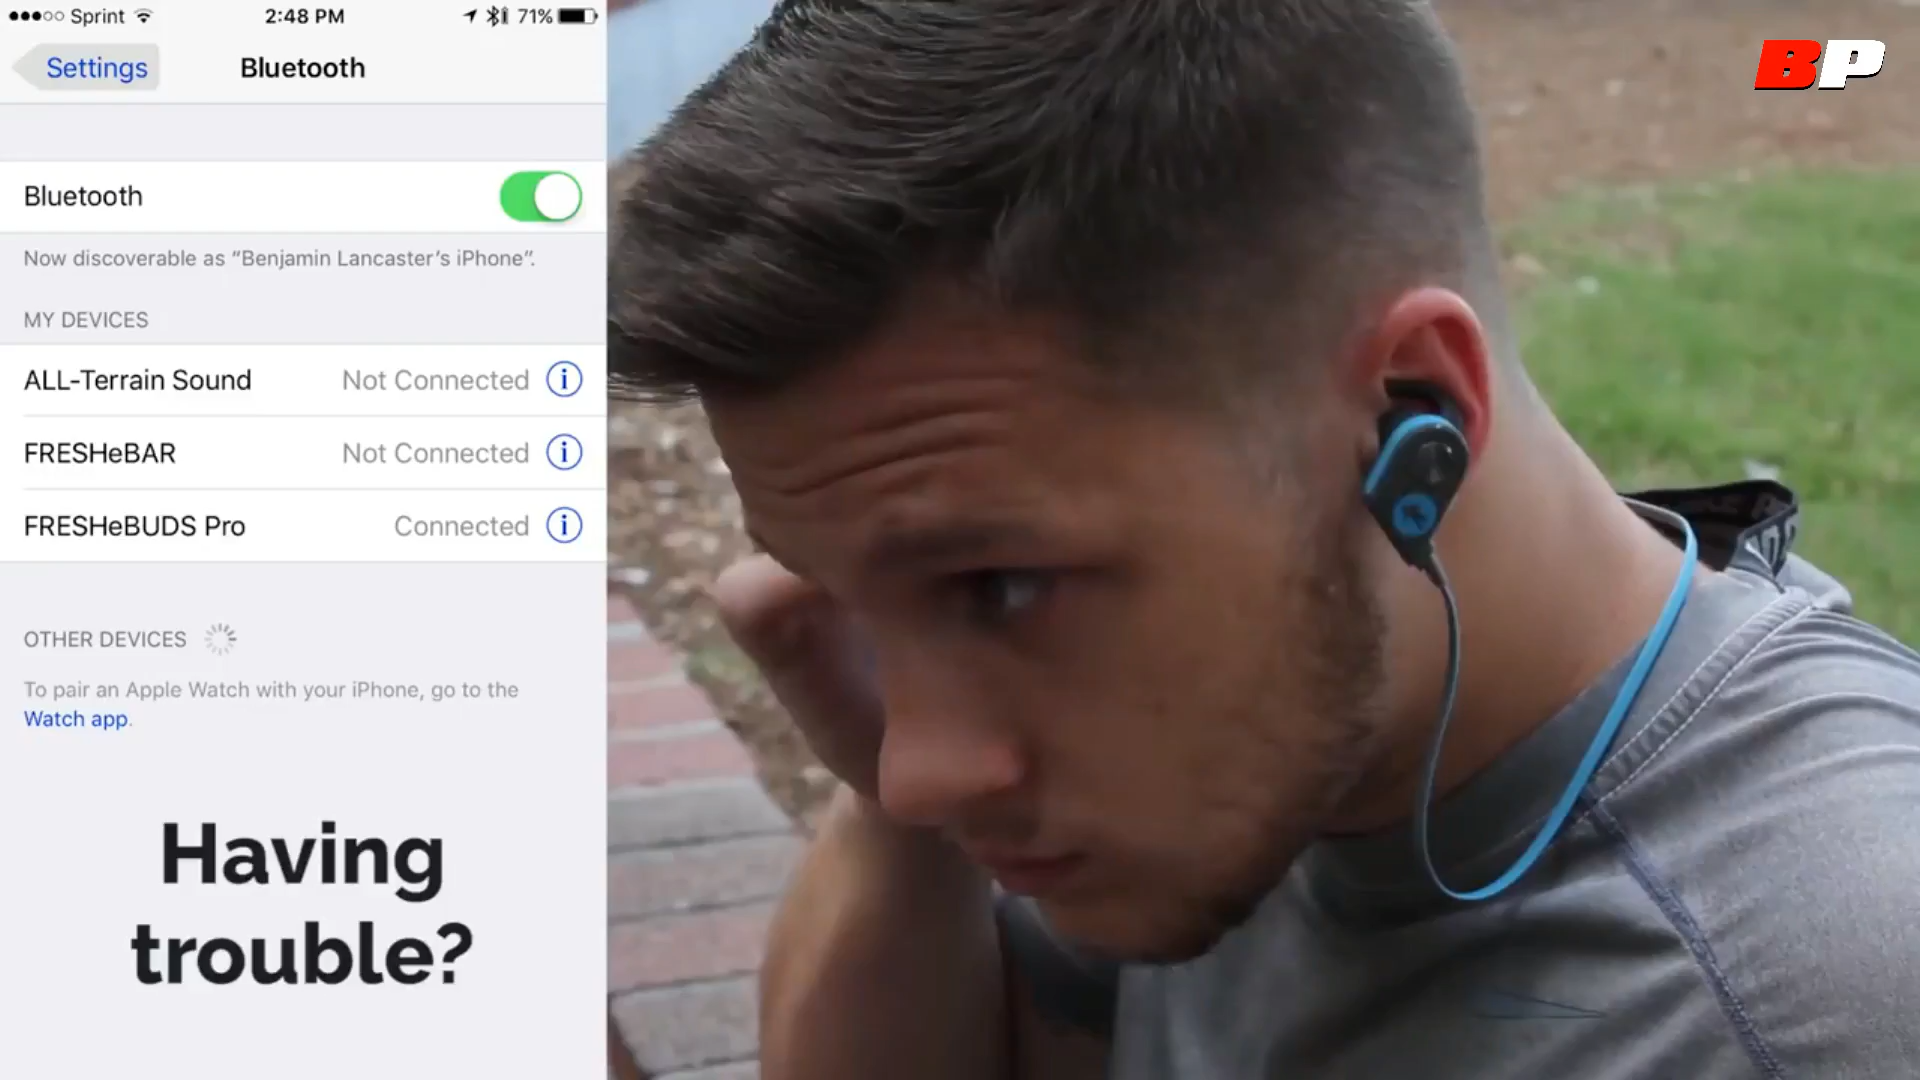 Sprint 2:48 PM 71%
Settings Bluetooth
Bluetooth
Now discoverable as “Benjamin Lancaster’s iPhone”.
MY DEVICES
ALL-Terrain Sound Not Connected
FRESHeBAR Not Connected
FRESHeBUDS Pro Connected
OTHER DEVICES
To pair an Apple Watch with your iPhone, go to the
Watch app.
Having
trouble?
BP